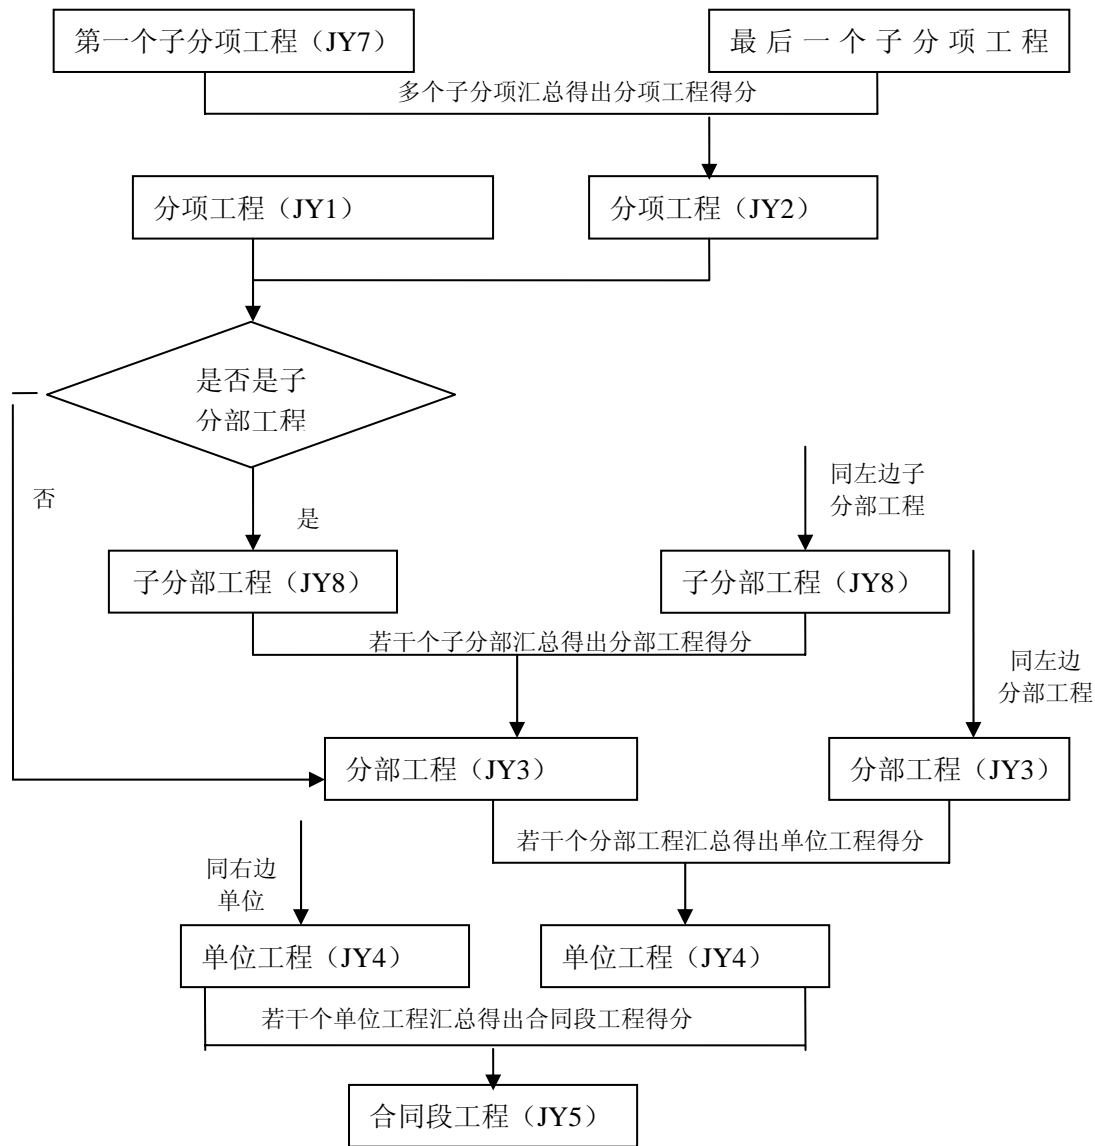 第一个子分项工程（JY7）
最后一个子分项工程
多个子分项汇总得出分项工程得分
分项工程（JY1）
分项工程（JY2）
是否是子
分部工程
否
是
同左边子
分部工程
子分部工程（JY8）
子分部工程（JY8）
若干个子分部汇总得出分部工程得分
同左边
分部工程
分部工程（JY3）
分部工程（JY3）
若干个分部工程汇总得出单位工程得分
同右边
单位
单位工程（JY4）
单位工程（JY4）
若干个单位工程汇总得出合同段工程得分
合同段工程（JY5）